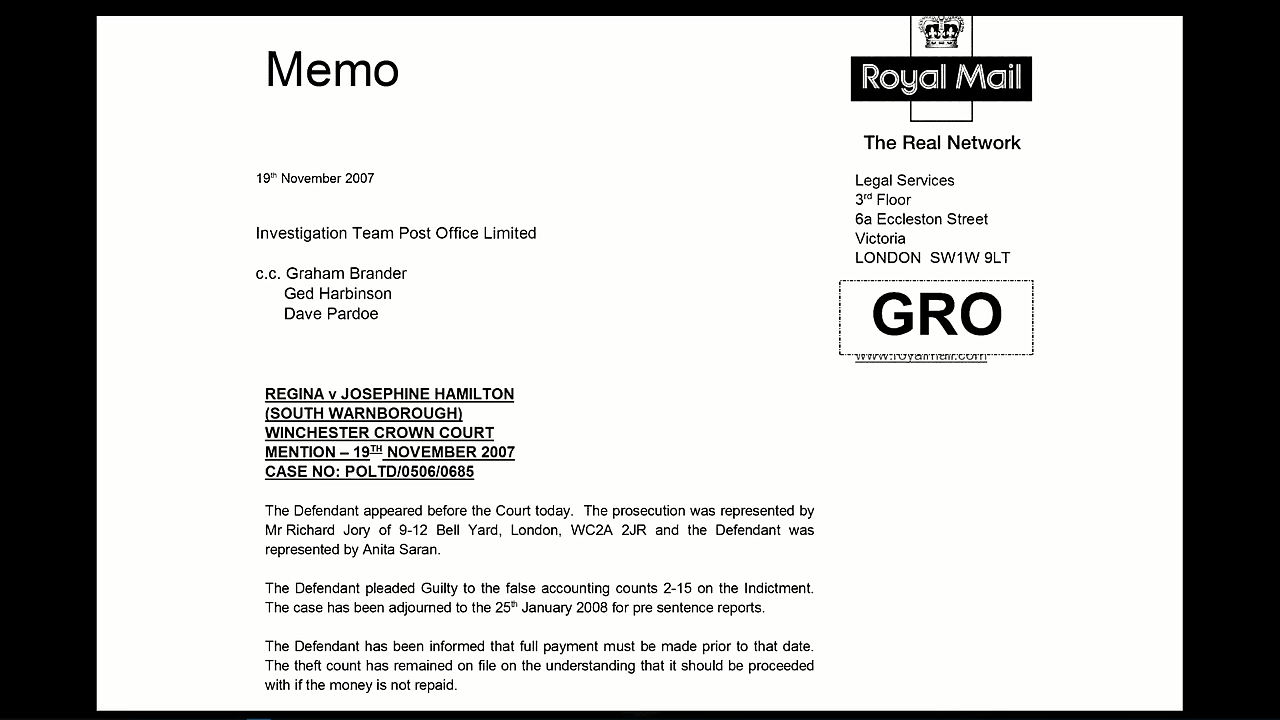 Memo
Royal Mail
The Real Network
19th November 2007
Legal Services
3rd Floor
6a Eccleston Street
Victoria
LONDON SW1W 9LT
GRO
www.royalmail.com
Investigation Team Post Office Limited
c.c. Graham Brander
Ged Harbinson
Dave Pardoe
REGINA v JOSEPHINE HAMILTON
(SOUTH WARNBOROUGH)
WINCHESTER CROWN COURT
MENTION – 19TH NOVEMBER 2007
CASE NO: POLTD/0506/0685
The Defendant appeared before the Court today. The prosecution was represented by
Mr Richard Jory of 9-12 Bell Yard, London, WC2A 2JR and the Defendant was
represented by Anita Saran.
The Defendant pleaded Guilty to the false accounting counts 2-15 on the Indictment.
The case has been adjourned to the 25th January 2008 for pre sentence reports.
The Defendant has been informed that full payment must be made prior to that date.
The theft count has remained on file on the understanding that it should be proceeded
with if the money is not repaid.